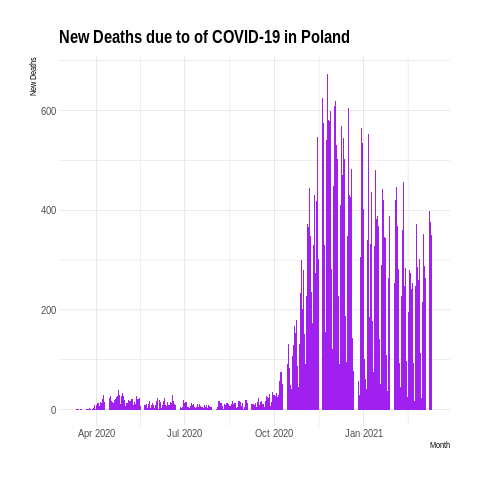 New Deaths due to of COVID-19 in Poland
New Deaths
600
400
200
0
Apr 2020
Jul 2020
Oct 2020
Jan 2021
Month